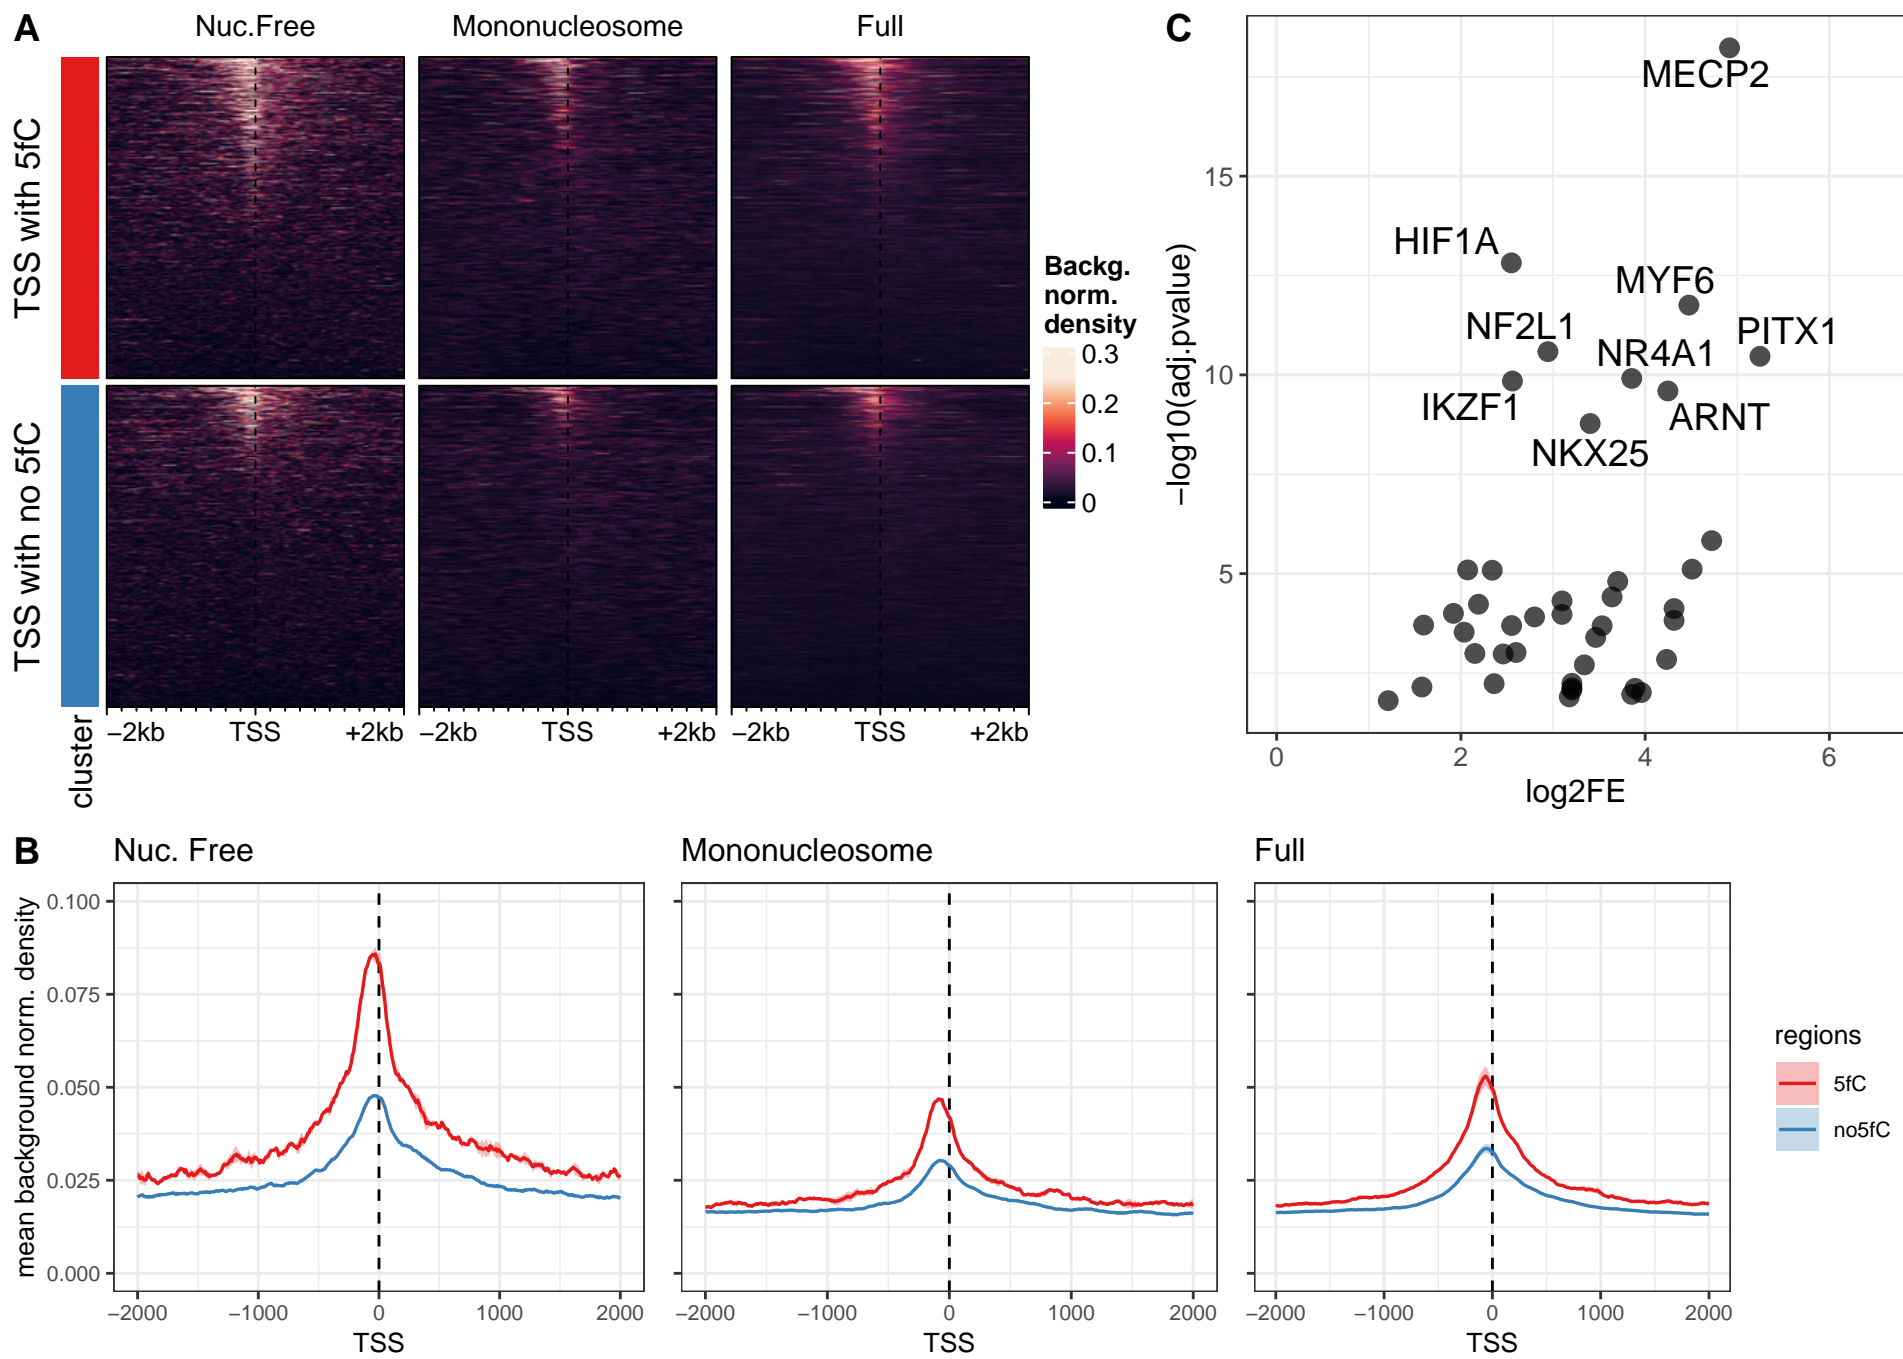 A
Nuc.Free
Mononucleosome
Full
TSS with 5fC
TSS with no 5fC
cluster
−2kb
TSS
+2kb
−2kb
TSS
+2kb
−2kb
TSS
+2kb
Backg.
norm.
density
0.3
0.2
0.1
0
C
−log10(adj.pvalue)
15
10
5
MECP2
HIF1A
MYF6
NF2L1
PITX1
NR4A1
IKZF1
ARNT
NKX25
0
2
4
6
log2FE
B
Nuc. Free
Mononucleosome
Full
mean background norm. density
0.100
0.075
0.050
0.025
0.000
−2000
−1000
0
1000
2000
TSS
−2000
−1000
0
1000
2000
TSS
−2000
−1000
0
1000
2000
TSS
regions
5fC
no5fC